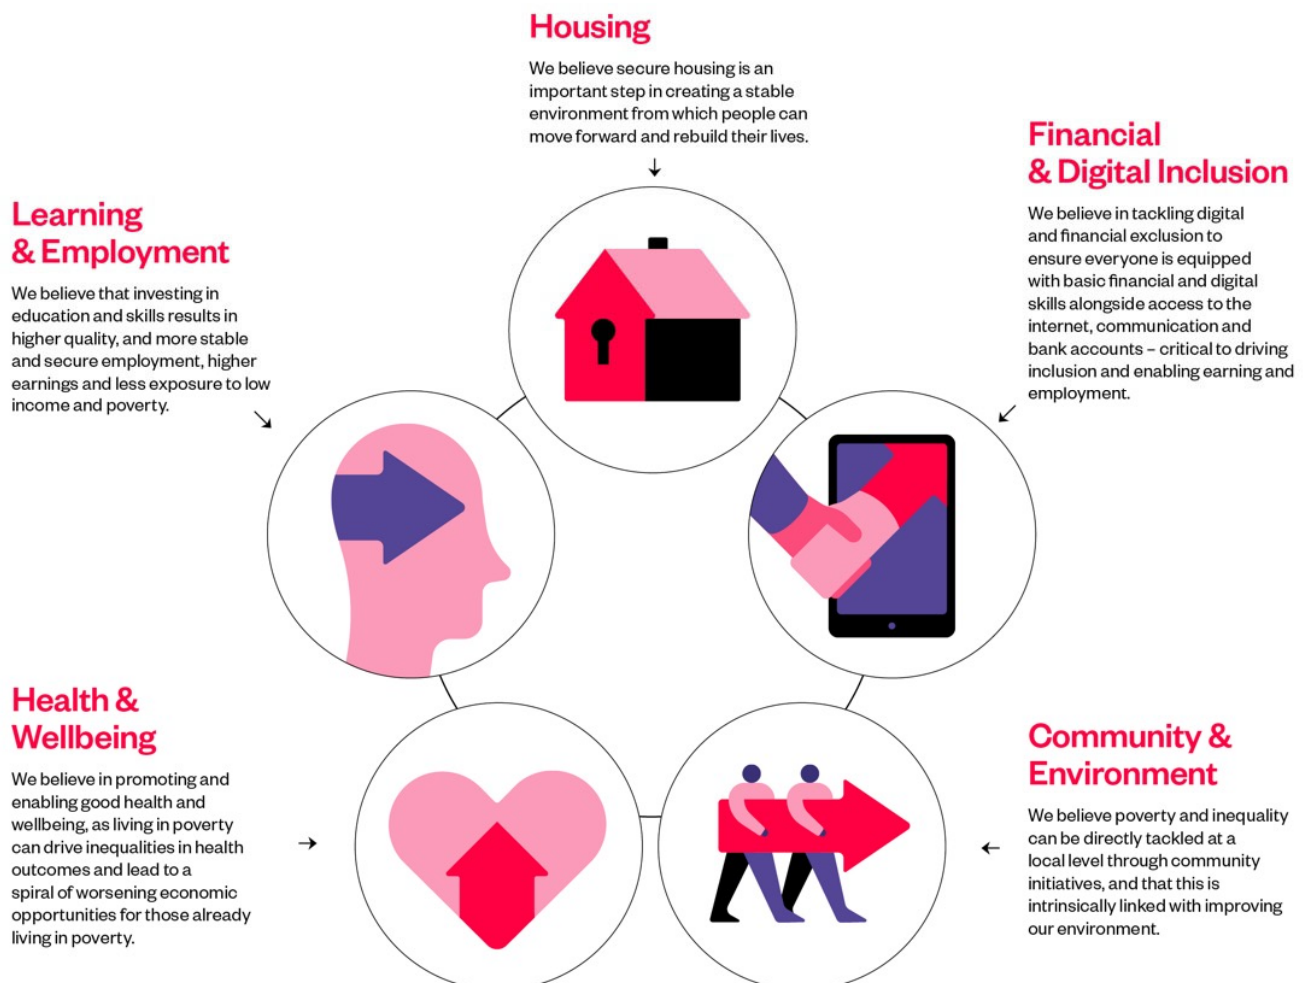 Housing
We believe secure housing is an
important step in creating a stable
environment from which people can
move forward and rebuild their lives.
Financial
& Digital Inclusion
We believe in tackling digital
and financial exclusion to
ensure everyone is equipped
with basic financial and digital
skills alongside access to the
internet, communication and
bank accounts – critical to driving
inclusion and enabling earning and
employment.
Learning
& Employment
We believe that investing in
education and skills results in
higher quality, and more stable
and secure employment, higher
earnings and less exposure to low
income and poverty.
Health &
Wellbeing
We believe in promoting and
enabling good health and
wellbeing, as living in poverty
can drive inequalities in health
outcomes and lead to a
spiral of worsening economic
opportunities for those already
living in poverty.
Community &
Environment
We believe poverty and inequality
can be directly tackled at a
local level through community
initiatives, and that this is
intrinsically linked with improving
our environment.